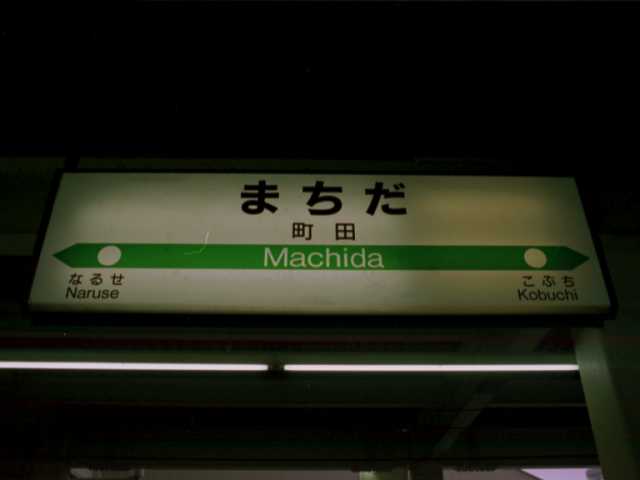 まちだ
町田
Machida
なるせ
Naruse
こぶち
Kobuchi